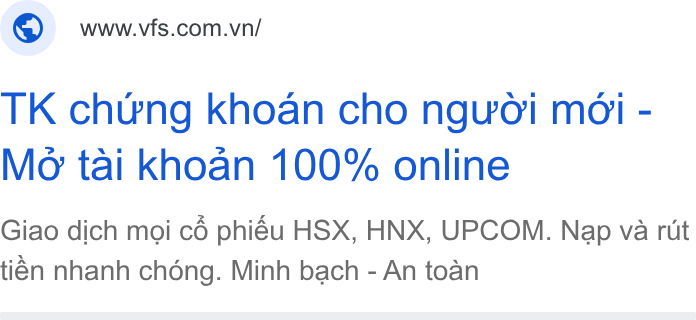 www.vfs.com.vn/
TK chứng khoán cho người mới -
Mở tài khoản 100% online
Giao dịch mọi cổ phiếu HSX, HNX, UPCOM. Nạp và rút
tiền nhanh chóng. Minh bạch - An toàn